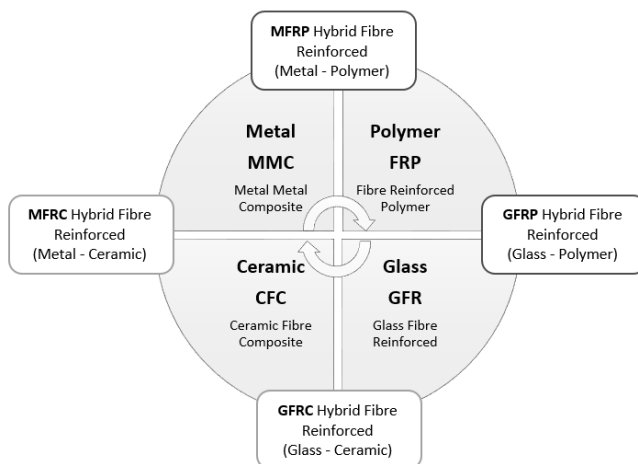 MFRP Hybrid Fibre
Reinforced
(Metal - Polymer)
Metal
MMC
Metal Metal
Composite
Polymer
FRP
Fibre Reinforced
Polymer
MFRC Hybrid Fibre
Reinforced
(Metal - Ceramic)
GFRP Hybrid Fibre
Reinforced
(Glass - Polymer)
Ceramic
CFC
Ceramic Fibre
Composite
Glass
GFR
Glass Fibre
Reinforced
GFRC Hybrid Fibre
Reinforced
(Glass - Ceramic)